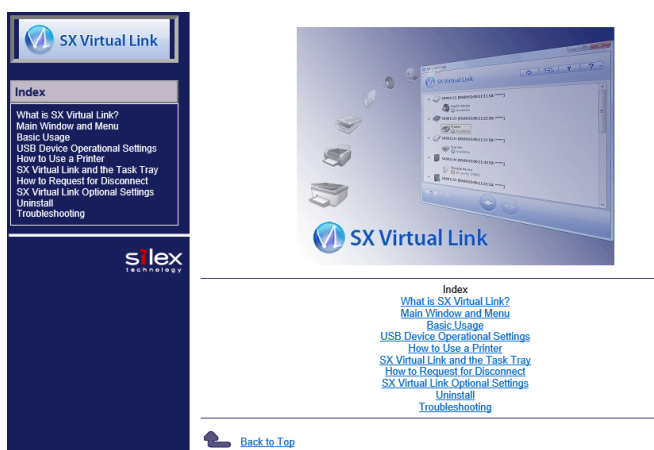 SX Virtual Link
Index
What is SX Virtual Link?
Main Window and Menu
Basic Usage
USB Device Operational Settings
How to Use a Printer
SX Virtual Link and the Task Tray
How to Request for Disconnect
SX Virtual Link Optional Settings
Uninstall
Troubleshooting
silex
technology
SX Virtual Link
SX Virtual Link
Index
What is SX Virtual Link?
Main Window and Menu
Basic Usage
USB Device Operational Settings
How to Use a Printer
SX Virtual Link and the Task Tray
How to Request for Disconnect
SX Virtual Link Optional Settings
Uninstall
Troubleshooting
Back to Top